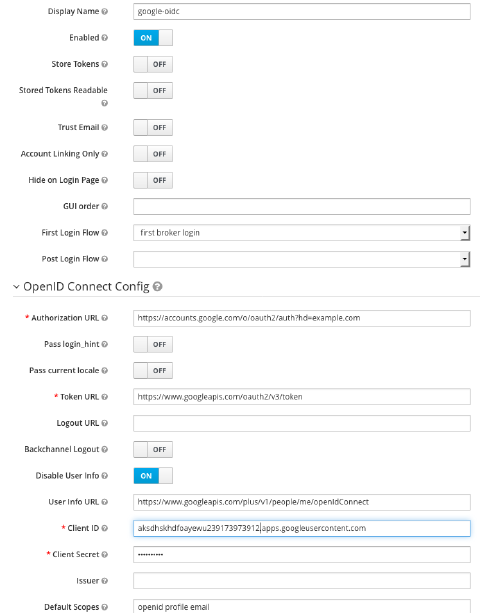 Display Name google-oidc
Enabled ON
Store Tokens OFF
Stored Tokens Readable OFF
Trust Email OFF
Account Linking Only OFF
Hide on Login Page OFF
GUI order
First Login Flow first broker login
Post Login Flow
OpenID Connect Config
* Authorization URL https://accounts.google.com/o/oauth2/auth?hd=example.com
Pass login_hint OFF
Pass current locale OFF
* Token URL https://www.googleapis.com/oauth2/v3/token
Logout URL
Backchannel Logout OFF
Disable User Info ON
User Info URL https://www.googleapis.com/plus/v1/people/me/openIdConnect
* Client ID aksdhskhdfoayewu239173973912.apps.googleusercontent.com
* Client Secret ••••••••••
Issuer
Default Scopes openid profile email